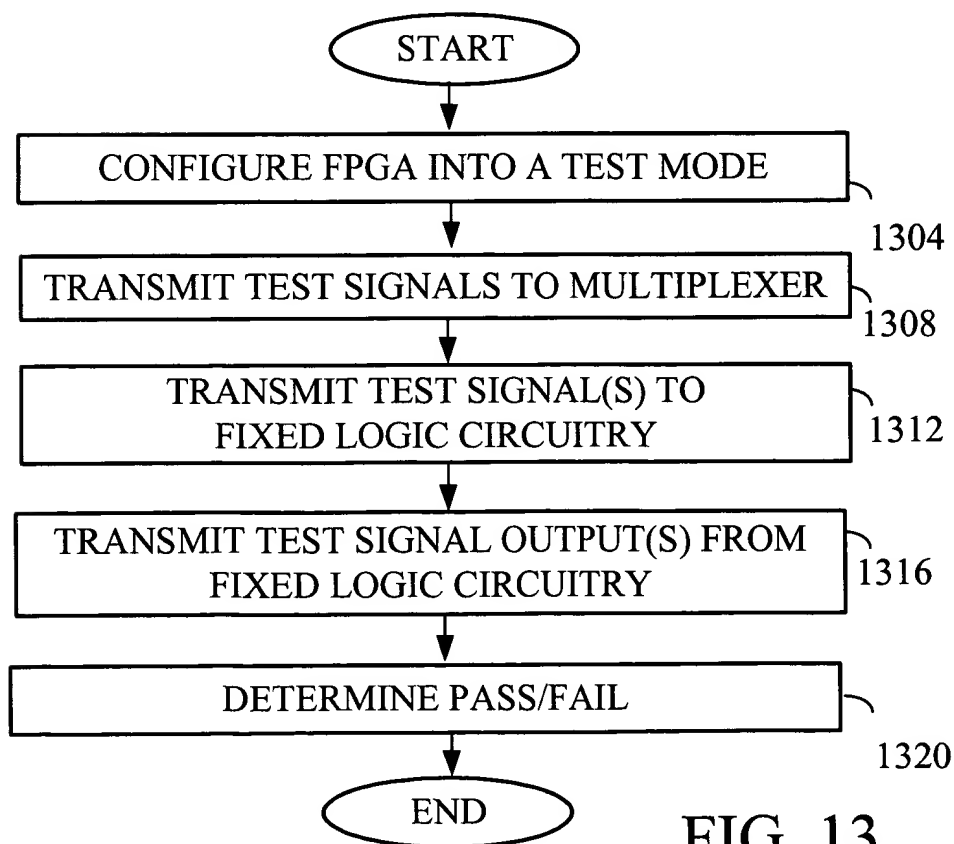 START
CONFIGURE FPGA INTO A TEST MODE
1304
TRANSMIT TEST SIGNALS TO MULTIPLEXER
1308
TRANSMIT TEST SIGNAL(S) TO
FIXED LOGIC CIRCUITRY
1312
TRANSMIT TEST SIGNAL OUTPUT(S) FROM
FIXED LOGIC CIRCUITRY
1316
DETERMINE PASS/FAIL
1320
END
FIG. 13